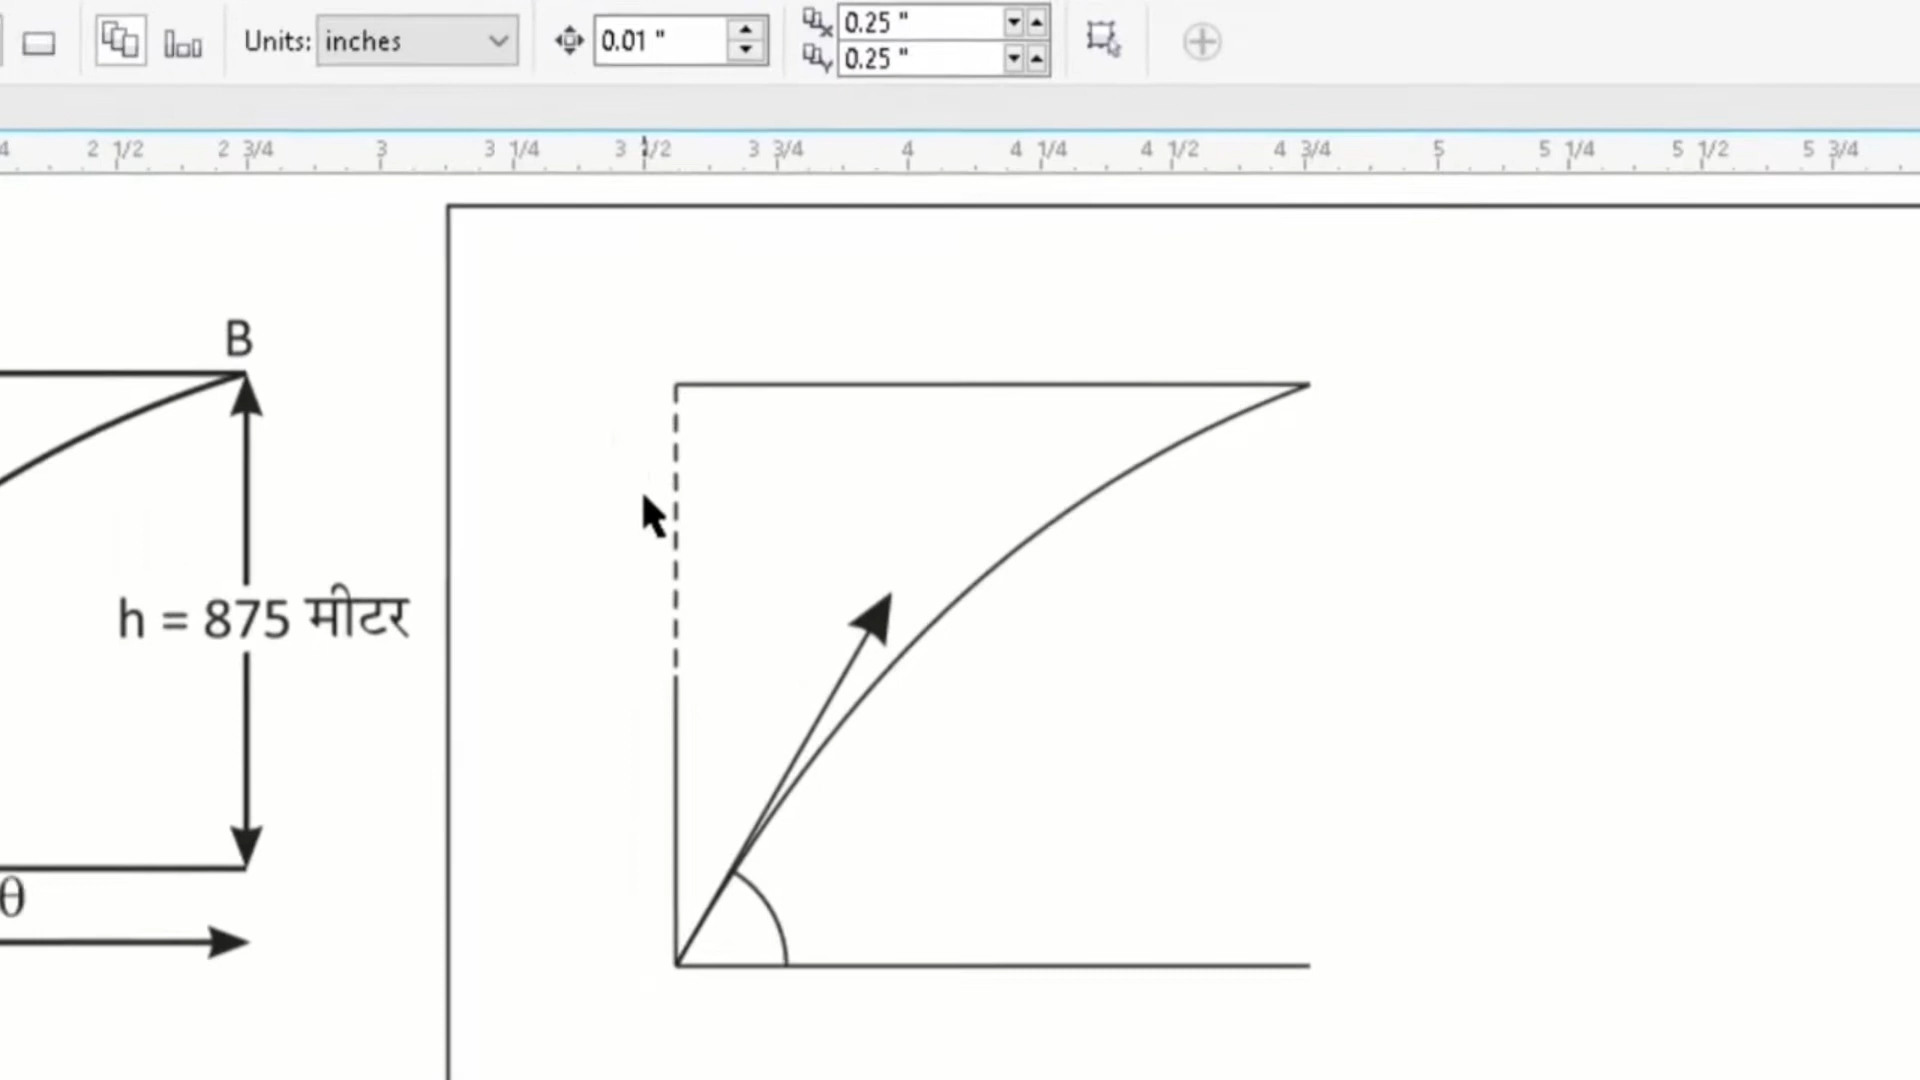 Units: inches 0.01 " 0.25 "
0.25 "
4 2 1/2 2 3/4 3 3 1/4 3 1/2 3 3/4 4 4 1/4 4 1/2 4 3/4 5 5 1/4 5 1/2 5 3/4
B
h = 875 मीटर
θ